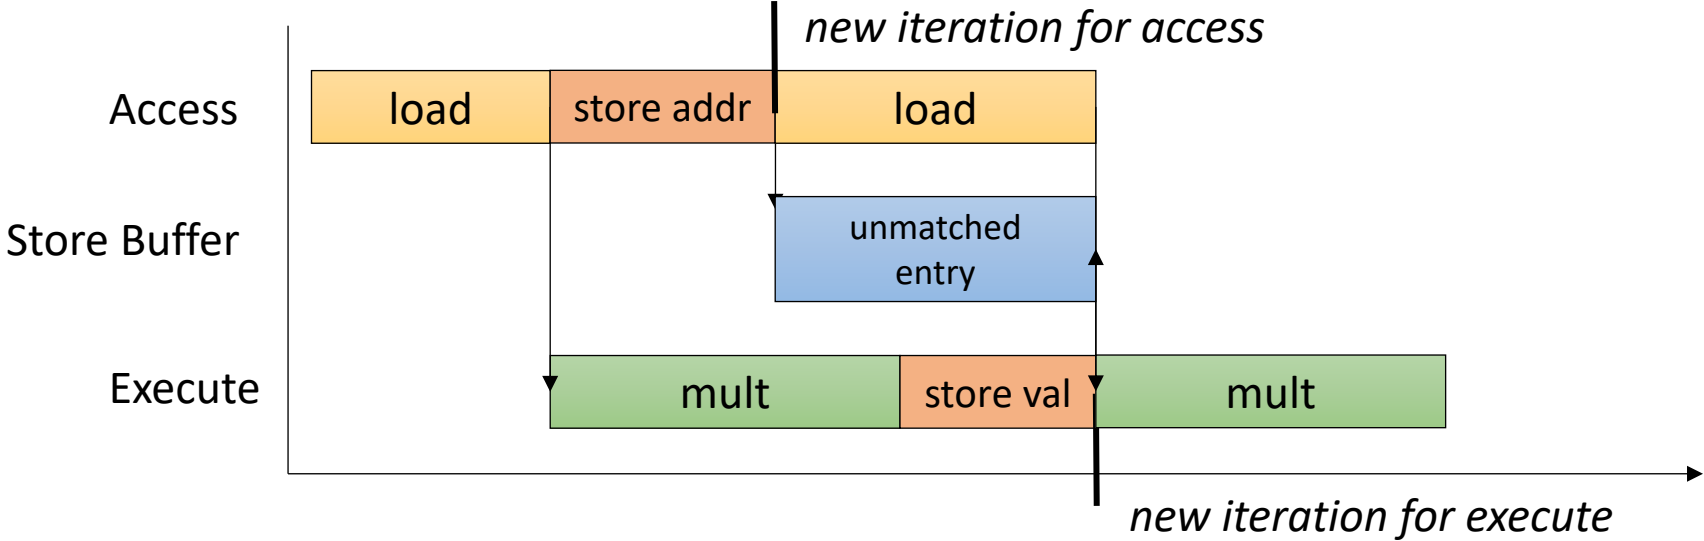 new iteration for access
Access
load
store addr
load
Store Buffer
unmatched
entry
Execute
mult
store val
mult
new iteration for execute